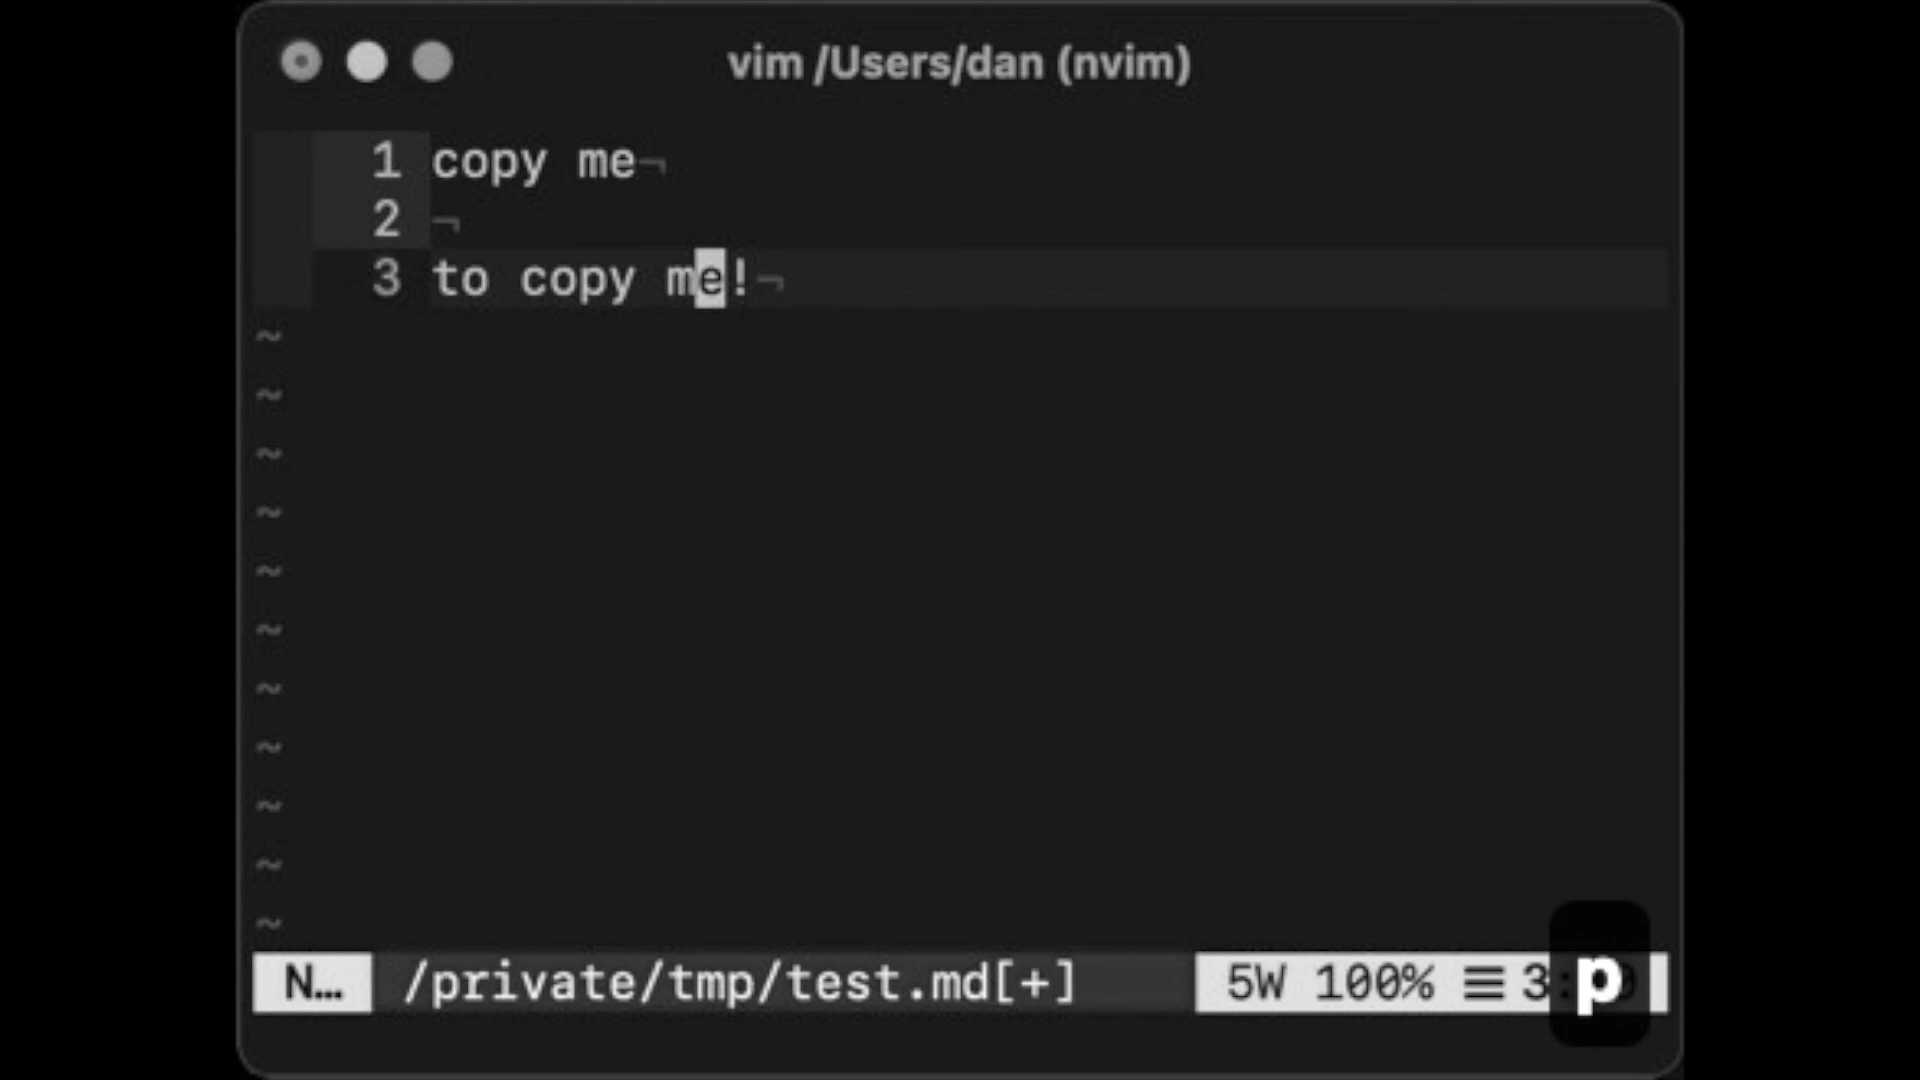 vim /Users/dan (nvim)
1 copy me¬
2 ¬
3 to copy me!¬
~
~
~
~
~
~
~
~
~
~
~
N… /private/tmp/test.md[+] 5W 100% ☰ 3:
p